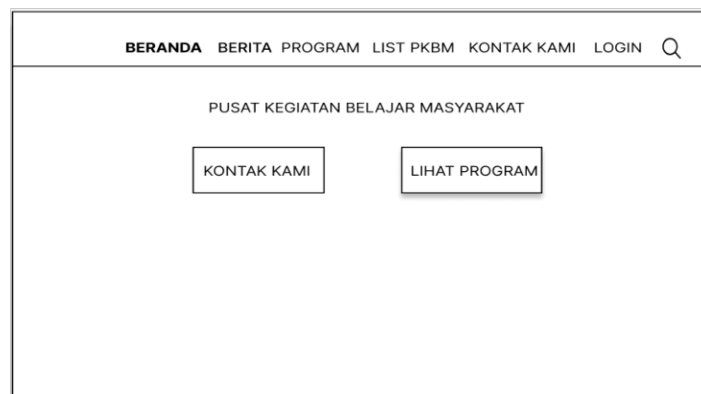 BERANDA BERITA PROGRAM LIST PKBM KONTAK KAMI LOGIN
PUSAT KEGIATAN BELAJAR MASYARAKAT
KONTAK KAMI LIHAT PROGRAM